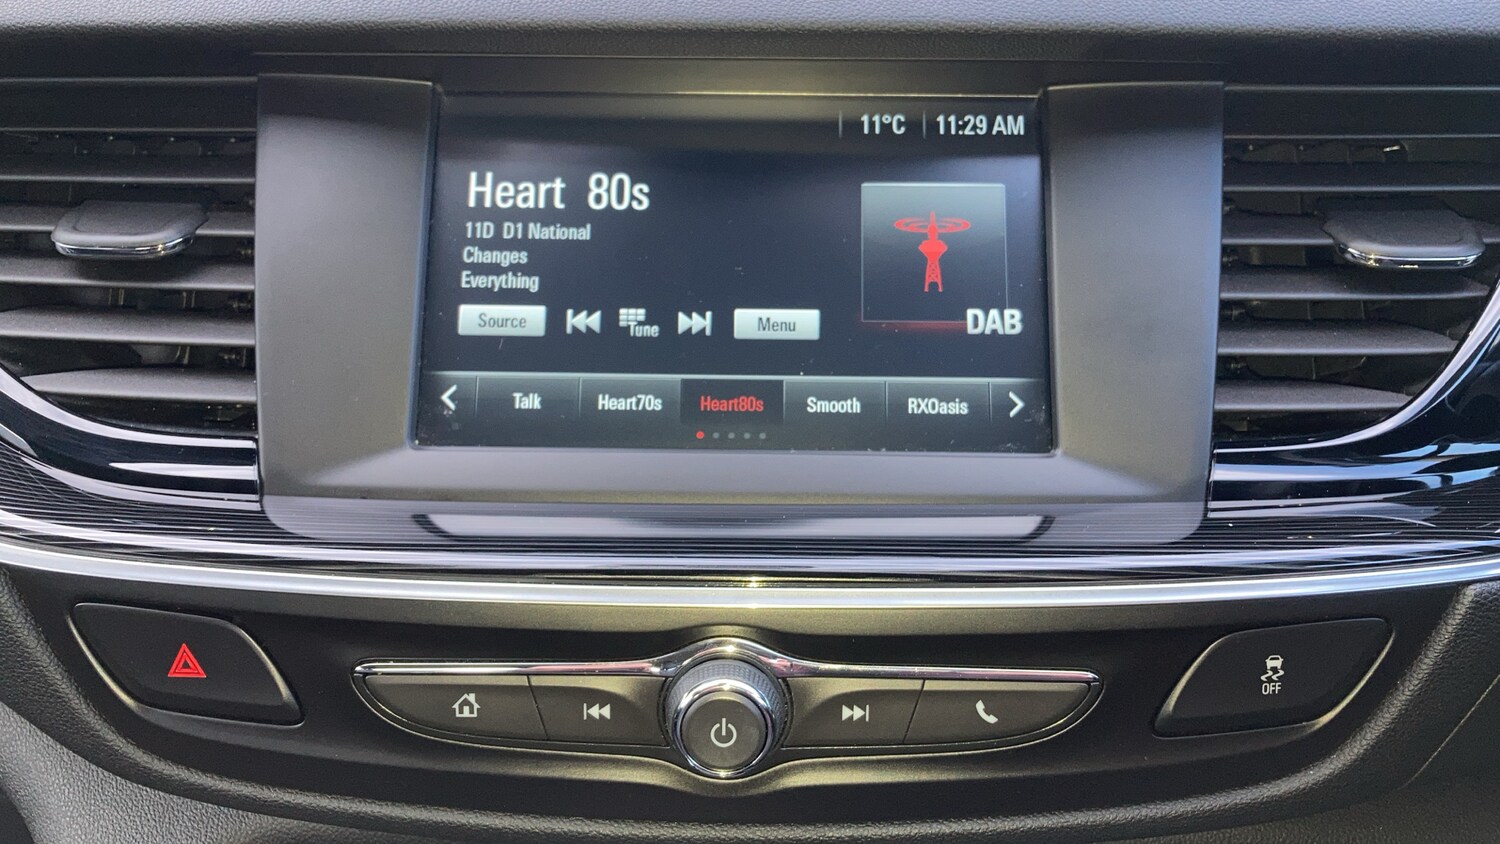 11°C 11:29 AM
Heart 80s
11D D1 National
Changes
Everything
Source Tune Menu
DAB
Talk Heart70s Heart80s Smooth RXOasis
OFF